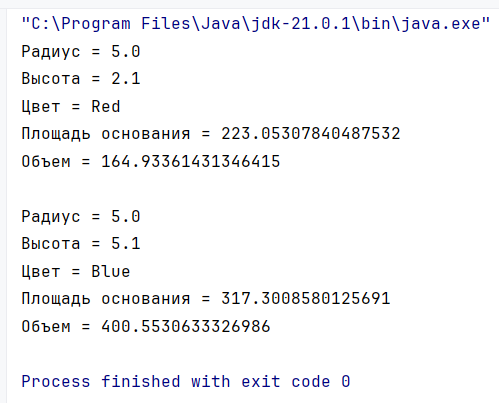 "C:\Program Files\Java\jdk-21.0.1\bin\java.exe"
Радиус = 5.0
Высота = 2.1
Цвет = Red
Площадь основания = 223.05307840487532
Объем = 164.93361431346415
Радиус = 5.0
Высота = 5.1
Цвет = Blue
Площадь основания = 317.3008580125691
Объем = 400.5530633326986
Process finished with exit code 0